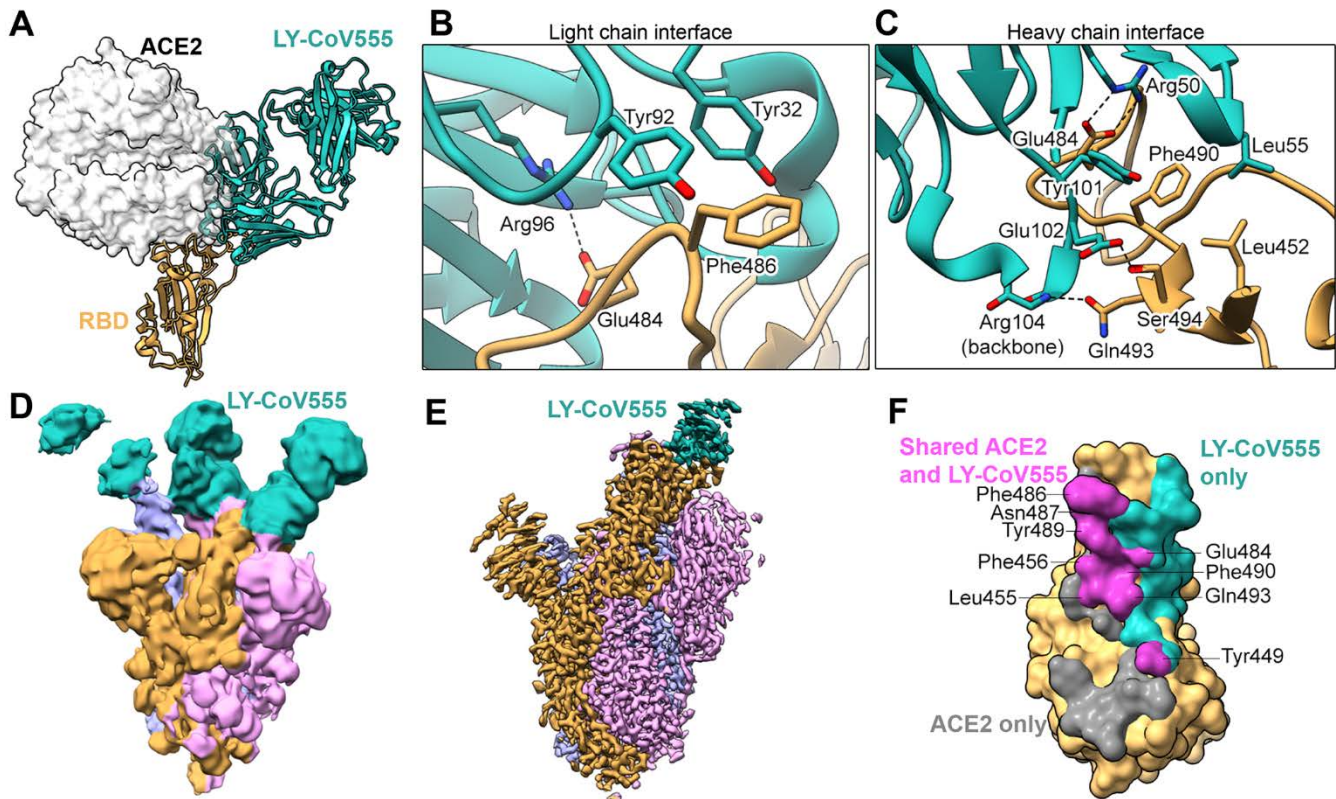 A
ACE2
LY-CoV555
RBD
B
Light chain interface
Tyr92
Tyr32
Arg96
Phe486
Glu484
C
Heavy chain interface
Arg50
Glu484
Phe490
Leu55
Tyr101
Glu102
Leu452
Arg104
(backbone)
Ser494
Gln493
D
LY-CoV555
E
LY-CoV555
F
Shared ACE2
and LY-CoV555
LY-CoV555
only
Phe486
Asn487
Tyr489
Phe456
Leu455
Glu484
Phe490
Gln493
Tyr449
ACE2 only